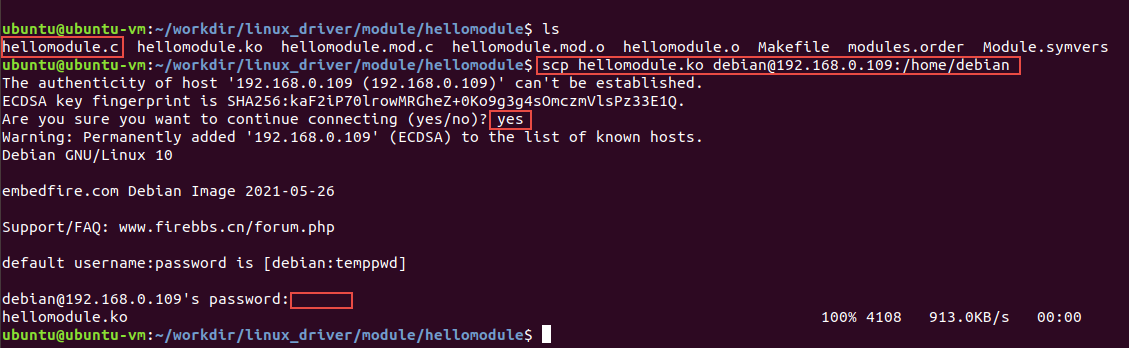 ubuntu@ubuntu-vm:~/workdir/linux_driver/module/hellomodule$ ls
hellomodule.c hellomodule.ko hellomodule.mod.c hellomodule.mod.o hellomodule.o Makefile modules.order Module.symvers
ubuntu@ubuntu-vm:~/workdir/linux_driver/module/hellomodule$ scp hellomodule.ko debian@192.168.0.109:/home/debian
The authenticity of host '192.168.0.109 (192.168.0.109)' can't be established.
ECDSA key fingerprint is SHA256:kaF2iP70lrowMRGheZ+0Ko9g3g4sOmczmVlsPz33E1Q.
Are you sure you want to continue connecting (yes/no)? yes
Warning: Permanently added '192.168.0.109' (ECDSA) to the list of known hosts.
Debian GNU/Linux 10
embedfire.com Debian Image 2021-05-26
Support/FAQ: www.firebbs.cn/forum.php
default username:password is [debian:temppwd]
debian@192.168.0.109's password:
hellomodule.ko 100% 4108 913.0KB/s 00:00
ubuntu@ubuntu-vm:~/workdir/linux_driver/module/hellomodule$